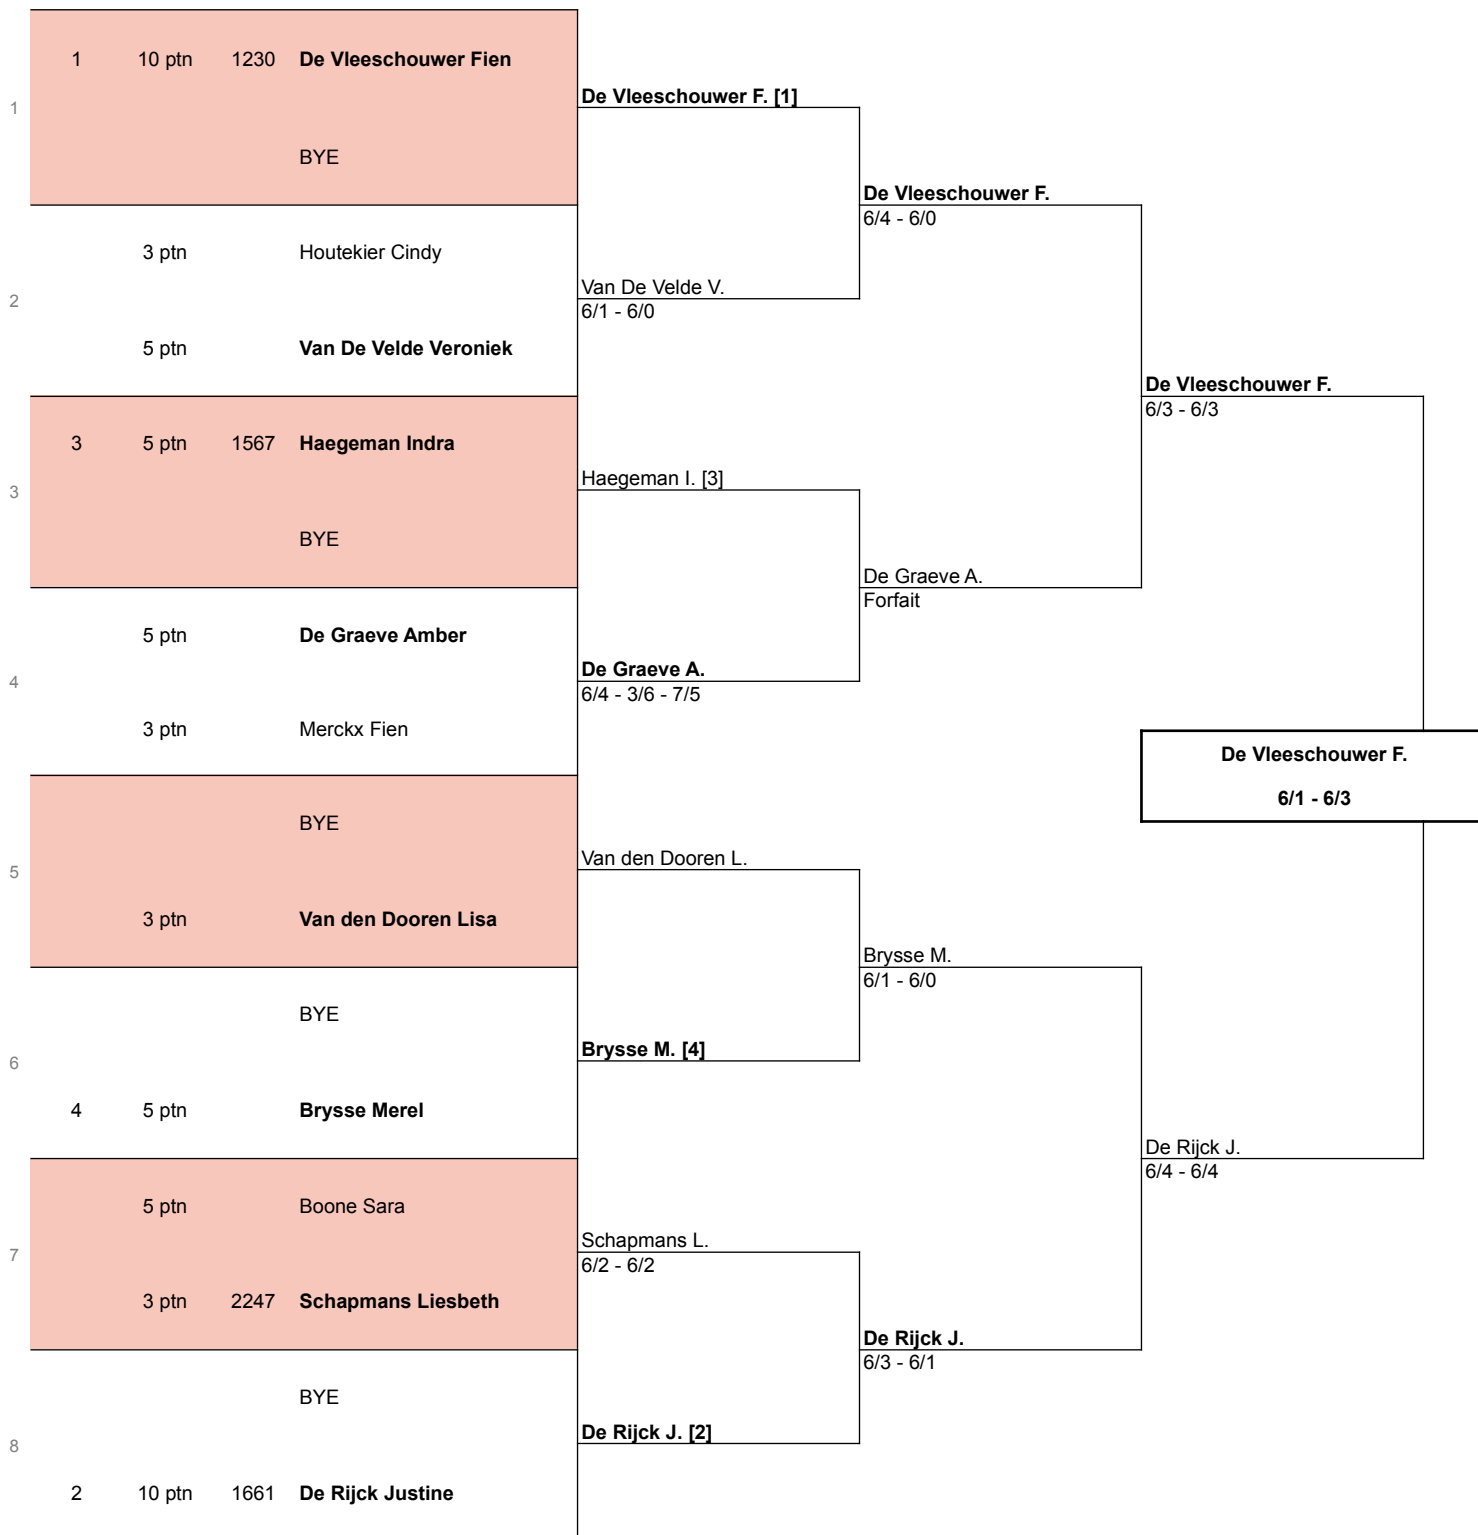 1 10 ptn 1230 De Vleeschouwer Fien
De Vleeschouwer F. [1]
1
BYE
De Vleeschouwer F.
6/4 - 6/0
3 ptn Houtekier Cindy
Van De Velde V.
2
6/1 - 6/0
5 ptn Van De Velde Veroniek
De Vleeschouwer F.
6/3 - 6/3
3 5 ptn 1567 Haegeman Indra
Haegeman I. [3]
3
BYE
De Graeve A.
Forfait
5 ptn De Graeve Amber
De Graeve A.
4
6/4 - 3/6 - 7/5
3 ptn Merckx Fien
De Vleeschouwer F.
6/1 - 6/3
BYE
Van den Dooren L.
5
3 ptn Van den Dooren Lisa
Brysse M.
6/1 - 6/0
BYE
Brysse M. [4]
6
4 5 ptn Brysse Merel
De Rijck J.
6/4 - 6/4
5 ptn Boone Sara
Schapmans L.
7
6/2 - 6/2
3 ptn 2247 Schapmans Liesbeth
De Rijck J.
6/3 - 6/1
BYE
De Rijck J. [2]
8
2 10 ptn 1661 De Rijck Justine